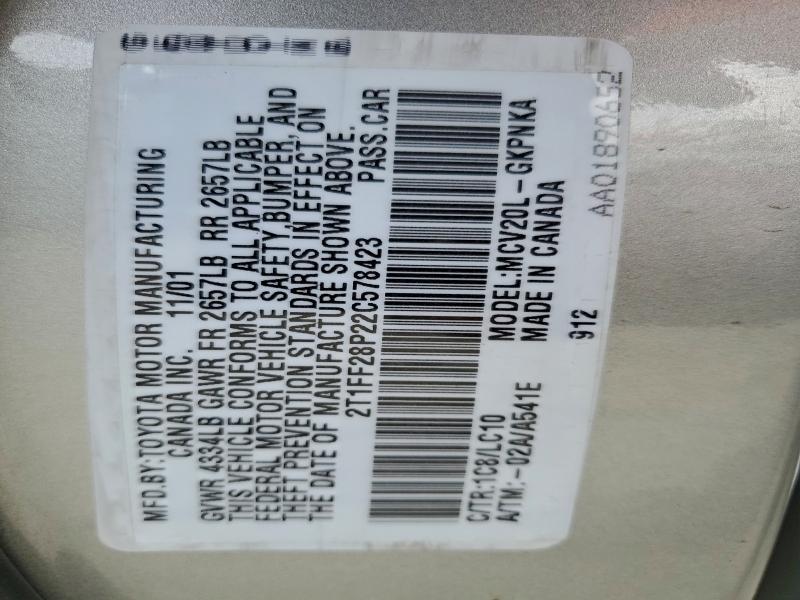 MFD.BY:TOYOTA MOTOR MANUFACTURING
CANADA INC. 11/01
GVWR 4334LB GAWR FR 2657LB RR 2657LB
THIS VEHICLE CONFORMS TO ALL APPLICABLE
FEDERAL MOTOR VEHICLE SAFETY,BUMPER, AND
THEFT PREVENTION STANDARDS IN EFFECT ON
THE DATE OF MANUFACTURE SHOWN ABOVE.
2T1FF28P22C578423 PASS.CAR
C/TR:1C8/LC10 MODEL:MCV20L-GKPNKA
A/TM:-02A/A541E MADE IN CANADA
912
AA01890652